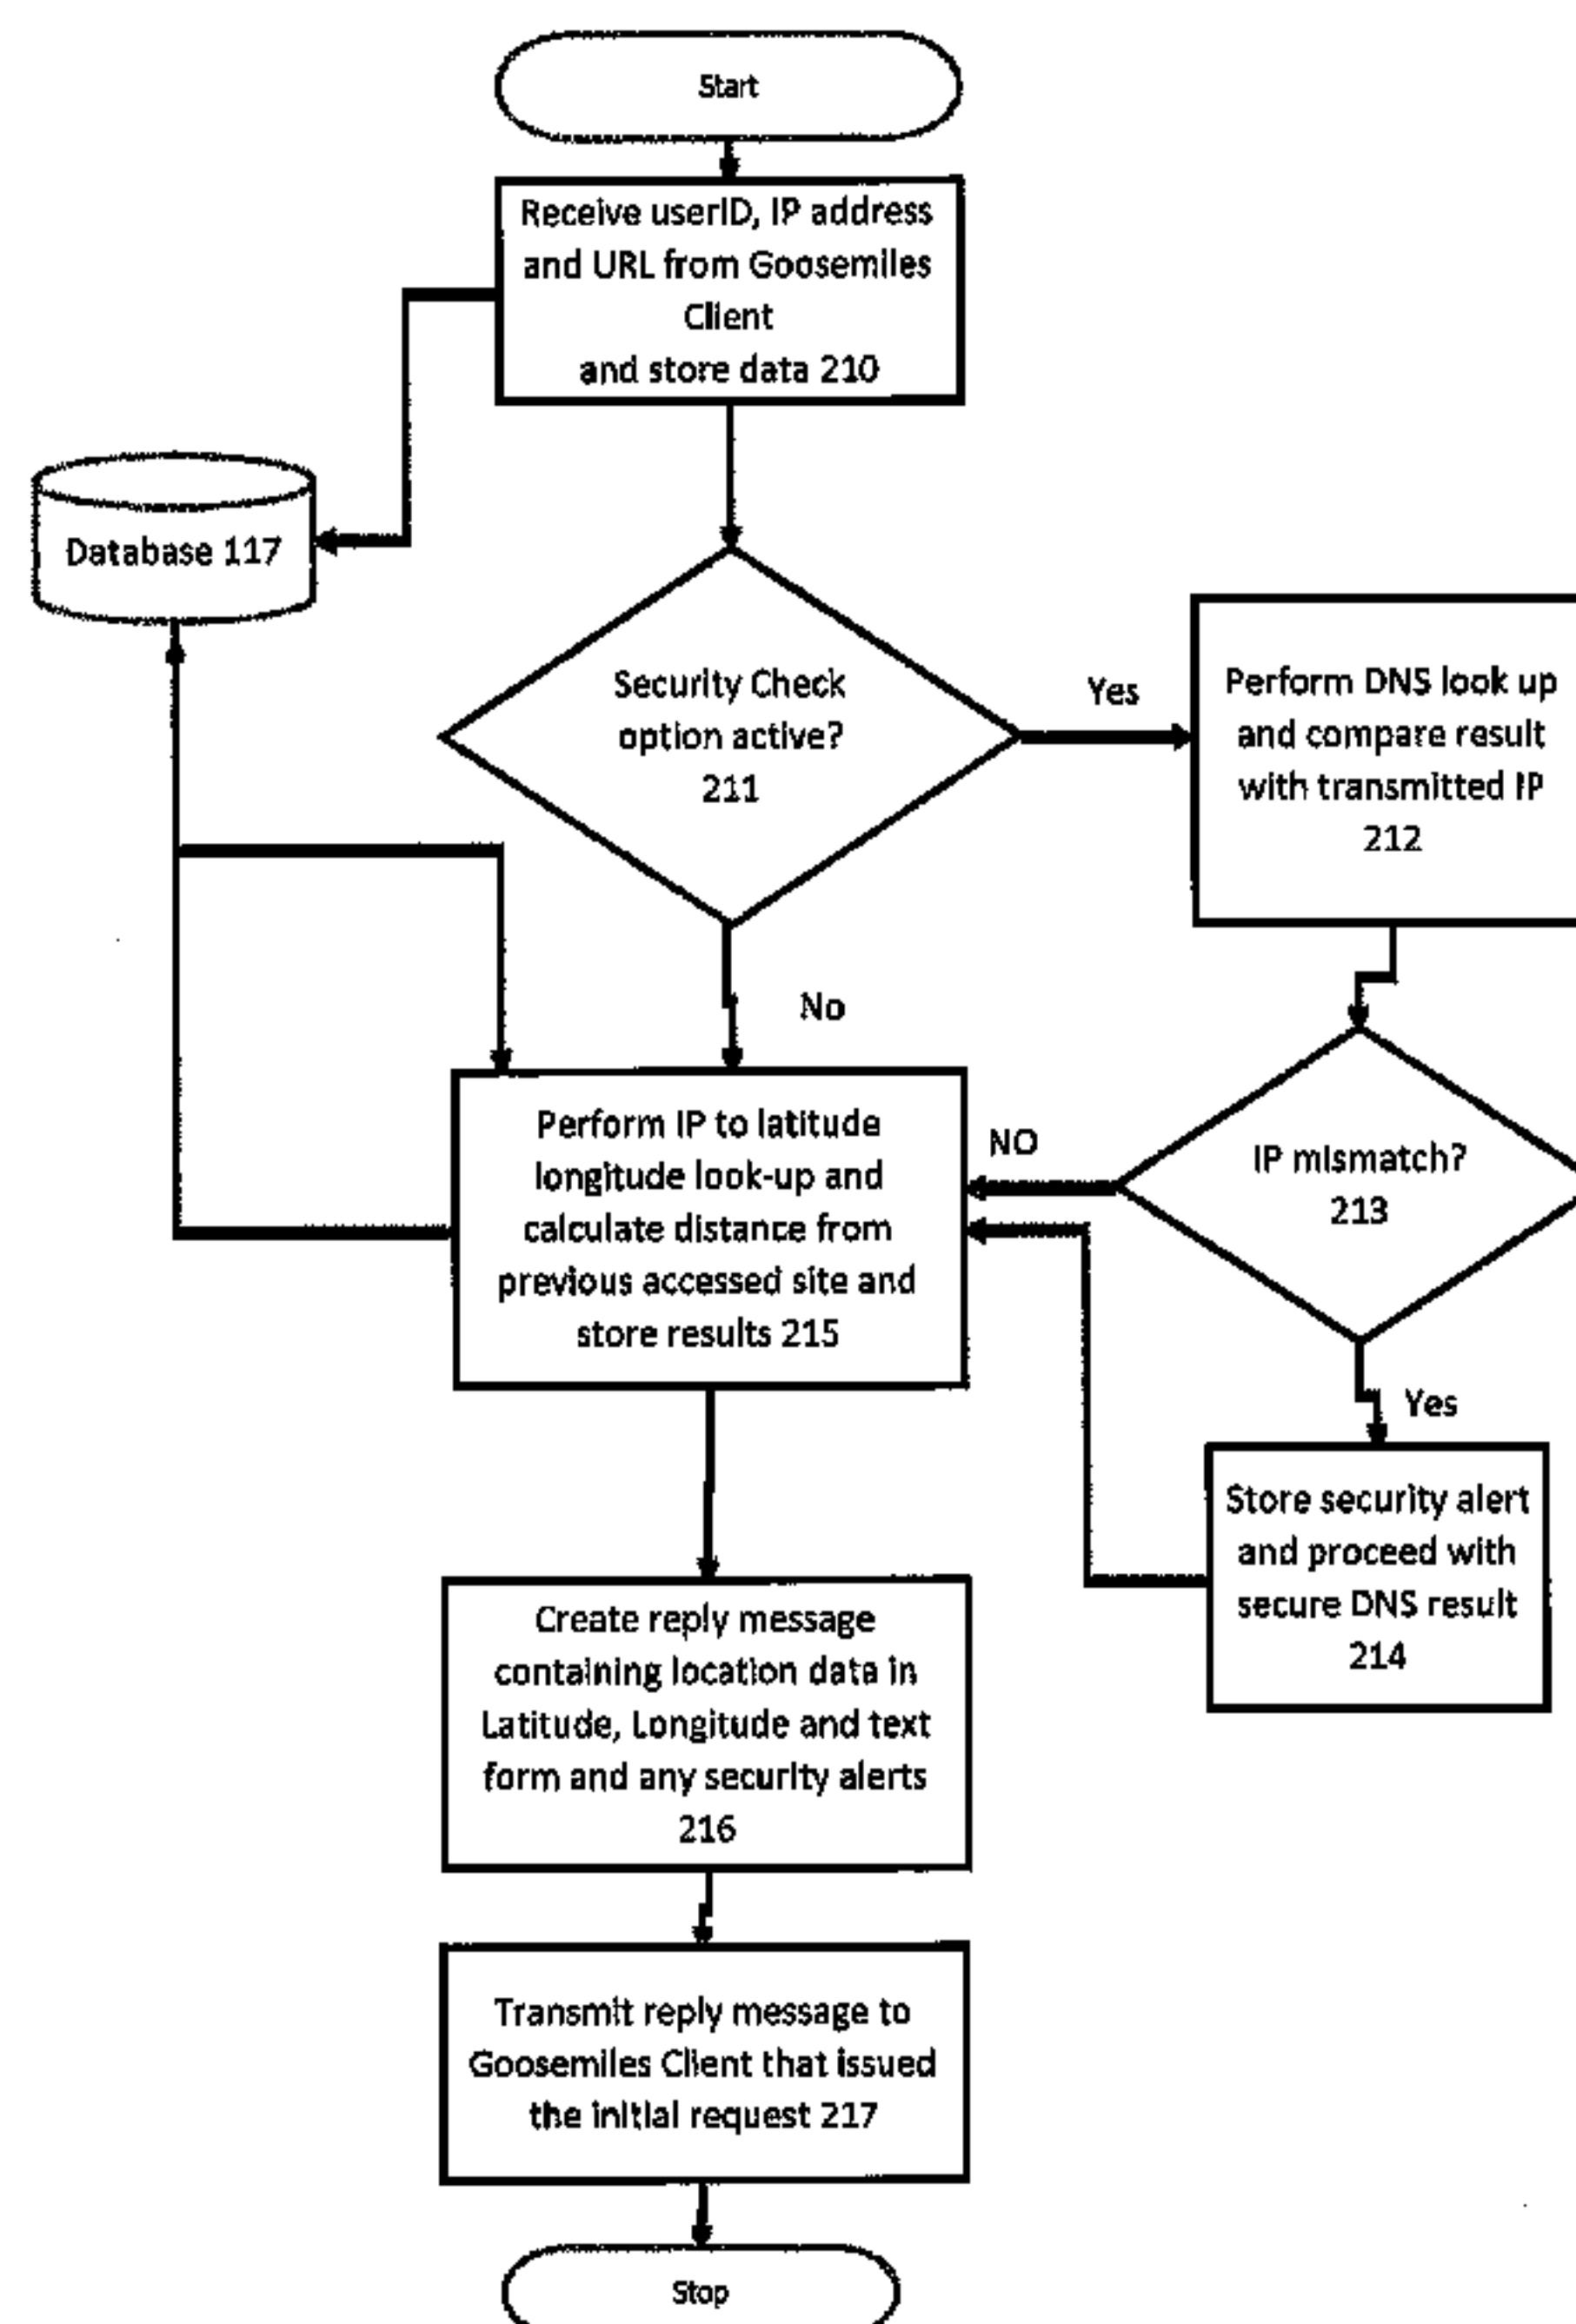 Start
Receive userID, IP address
and URL from Goosemiles
Client
and store data 210
Database 117
Security Check
option active?
211
Yes
Perform DNS look up
and compare result
with transmitted IP
212
No
Perform IP to latitude
longitude look-up and
calculate distance from
previous accessed site and
store results 215
NO
IP mismatch?
213
Yes
Store security alert
and proceed with
secure DNS result
214
Create reply message
containing location data in
Latitude, Longitude and text
form and any security alerts
216
Transmit reply message to
Goosemiles Client that issued
the initial request 217
Stop